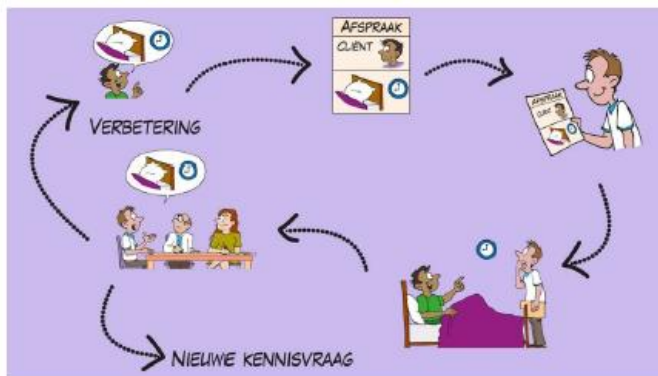 VERBETERING
AFSPRAAK
CLIËNT
AFSPRAAK
CLIËNT
NIEUWE KENNISVRAAG